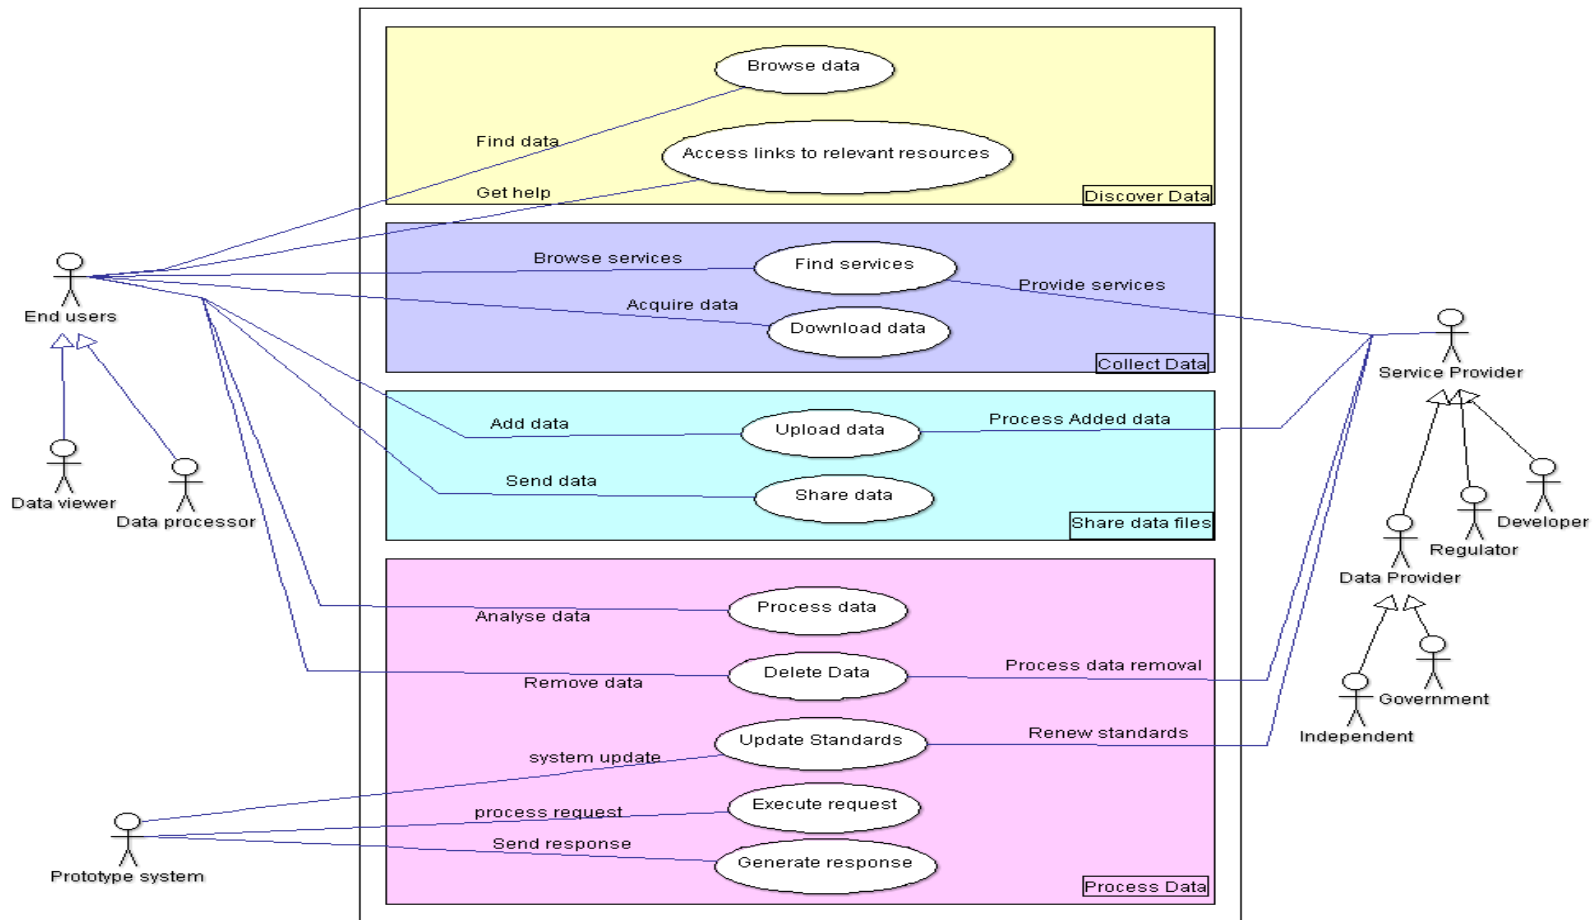 Browse data
Find data
Access links to relevant resources
Get help
Discover Data
Browse services
Find services
Provide services
Acquire data
Download data
Collect Data
End users
Service Provider
Add data
Upload data
Process Added data
Send data
Share data
Share data files
Data viewer
Data processor
Developer
Regulator
Data Provider
Analyse data
Process data
Remove data
Delete Data
Process data removal
Government
Independent
Update Standards
Renew standards
system update
process request
Execute request
Send response
Generate response
Prototype system
Process Data